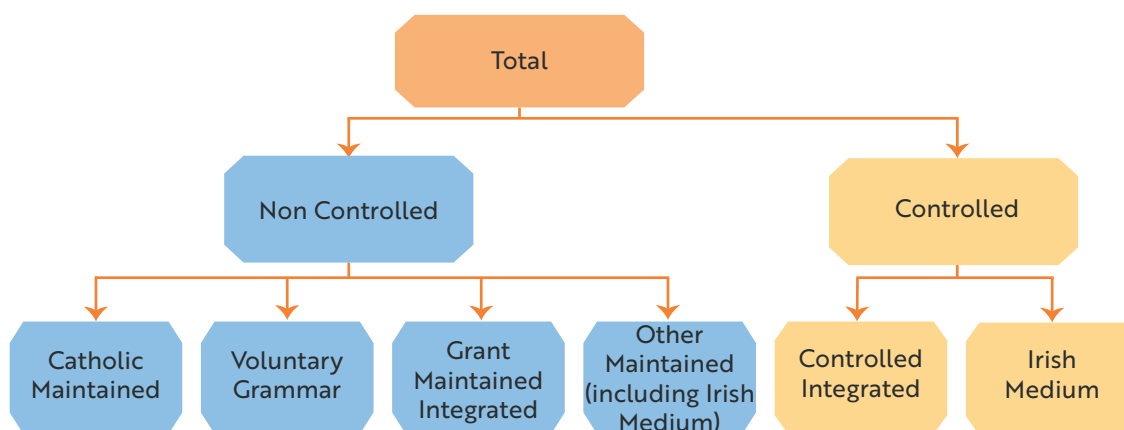 Total
Non Controlled
Controlled
Catholic
Maintained
Voluntary
Grammar
Grant
Maintained
Integrated
Other
Maintained
(including Irish
Medium)
Controlled
Integrated
Irish
Medium